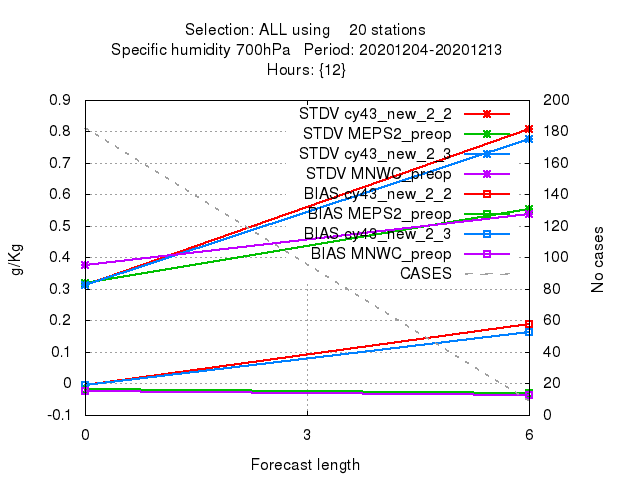 Selection: ALL using 20 stations
Specific humidity 700hPa Period: 20201204-20201213
Hours: {12}
0.9
0.8
0.7
0.6
0.5
0.4
0.3
0.2
0.1
0
-0.1
200
180
160
140
120
100
80
60
40
20
0
STDV cy43_new_2_2
STDV MEPS2_preop
STDV cy43_new_2_3
STDV MNWC_preop
BIAS cy43_new_2_2
BIAS MEPS2_preop
BIAS cy43_new_2_3
BIAS MNWC_preop
CASES
g/Kg
No cases
0 3 6
Forecast length